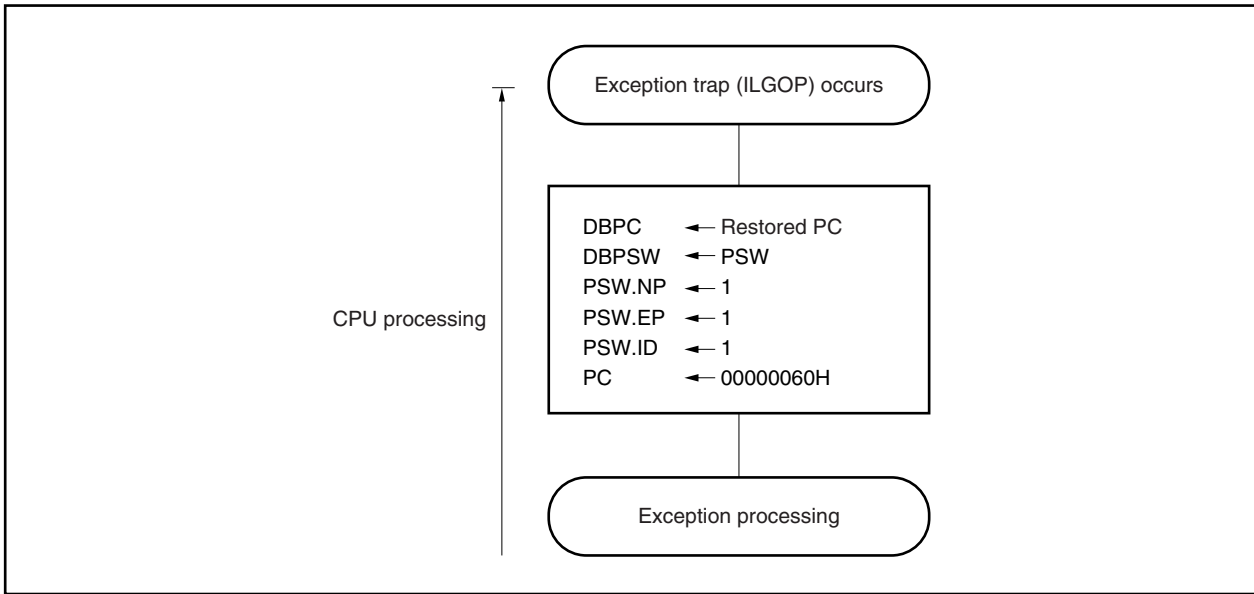 Exception trap (ILGOP) occurs
DBPC ← Restored PC
DBPSW ← PSW
PSW.NP ← 1
PSW.EP ← 1
PSW.ID ← 1
PC ← 00000060H
CPU processing
Exception processing